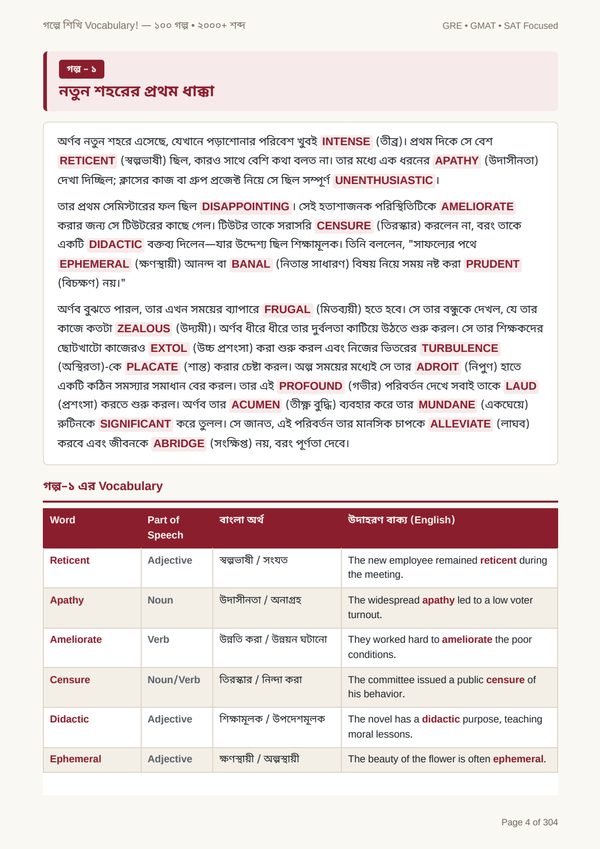 গল্পে শিখি Vocabulary! — ১০০ গল্প • ২০০০+ শব্দ
GRE • GMAT • SAT Focused
গল্প – ১
নতুন শহরের প্রথম ধাক্কা
অর্ণব নতুন শহরে এসেছে, যেখানে পড়াশোনার পরিবেশ খুবই INTENSE (তীব্র)। প্রথম দিকে সে বেশ
RETICENT (স্বল্পভাষী) ছিল, কারও সাথে বেশি কথা বলত না। তার মধ্যে এক ধরনের APATHY (উদাসীনতা)
দেখা দিচ্ছিল; ক্লাসের কাজ বা গ্রুপ প্রজেক্ট নিয়ে সে ছিল সম্পূর্ণ UNENTHUSIASTIC।
তার প্রথম সেমিস্টারের ফল ছিল DISAPPOINTING। সেই হতাশাজনক পরিস্থিতিটিকে AMELIORATE
করার জন্য সে টিউটরের কাছে গেল। টিউটর তাকে সরাসরি CENSURE (তিরস্কার) করলেন না, বরং তাকে
একটি DIDACTIC বক্তব্য দিলেন—যার উদ্দেশ্য ছিল শিক্ষামূলক। তিনি বললেন, "সাফল্যের পথে
EPHEMERAL (ক্ষণস্থায়ী) আনন্দ বা BANAL (নিতান্ত সাধারণ) বিষয় নিয়ে সময় নষ্ট করা PRUDENT
(বিচক্ষণ) নয়।"
অর্ণব বুঝতে পারল, তার এখন সময়ের ব্যাপারে FRUGAL (মিতব্যয়ী) হতে হবে। সে তার বন্ধুকে দেখল, যে তার
কাজে কতটা ZEALOUS (উদ্যমী)। অর্ণব ধীরে ধীরে তার দুর্বলতা কাটিয়ে উঠতে শুরু করল। সে তার শিক্ষকদের
ছোটখাটো কাজেরও EXTOL (উচ্চ প্রশংসা) করা শুরু করল এবং নিজের ভিতরের TURBULENCE
(অস্থিরতা)-কে PLACATE (শান্ত) করার চেষ্টা করল। অল্প সময়ের মধ্যেই সে তার ADROIT (নিপুণ) হাতে
একটি কঠিন সমস্যার সমাধান বের করল। তার এই PROFOUND (গভীর) পরিবর্তন দেখে সবাই তাকে LAUD
(প্রশংসা) করতে শুরু করল। অর্ণব তার ACUMEN (তীক্ষ্ণ বুদ্ধি) ব্যবহার করে তার MUNDANE (একঘেয়ে)
রুটিনকে SIGNIFICANT করে তুলল। সে জানত, এই পরিবর্তন তার মানসিক চাপকে ALLEVIATE (লাঘব)
করবে এবং জীবনকে ABRIDGE (সংক্ষিপ্ত) নয়, বরং পূর্ণতা দেবে।
গল্প–১ এর Vocabulary
Word Part of Speech বাংলা অর্থ উদাহরণ বাক্য (English)
Reticent Adjective স্বল্পভাষী / সংযত The new employee remained reticent during
the meeting.
Apathy Noun উদাসীনতা / অনাগ্রহ The widespread apathy led to a low voter
turnout.
Ameliorate Verb উন্নতি করা / উন্নয়ন ঘটানো They worked hard to ameliorate the poor
conditions.
Censure Noun/Verb তিরস্কার / নিন্দা করা The committee issued a public censure of
his behavior.
Didactic Adjective শিক্ষামূলক / উপদেশমূলক The novel has a didactic purpose, teaching
moral lessons.
Ephemeral Adjective ক্ষণস্থায়ী / অল্পস্থায়ী The beauty of the flower is often ephemeral.
Page 4 of 304